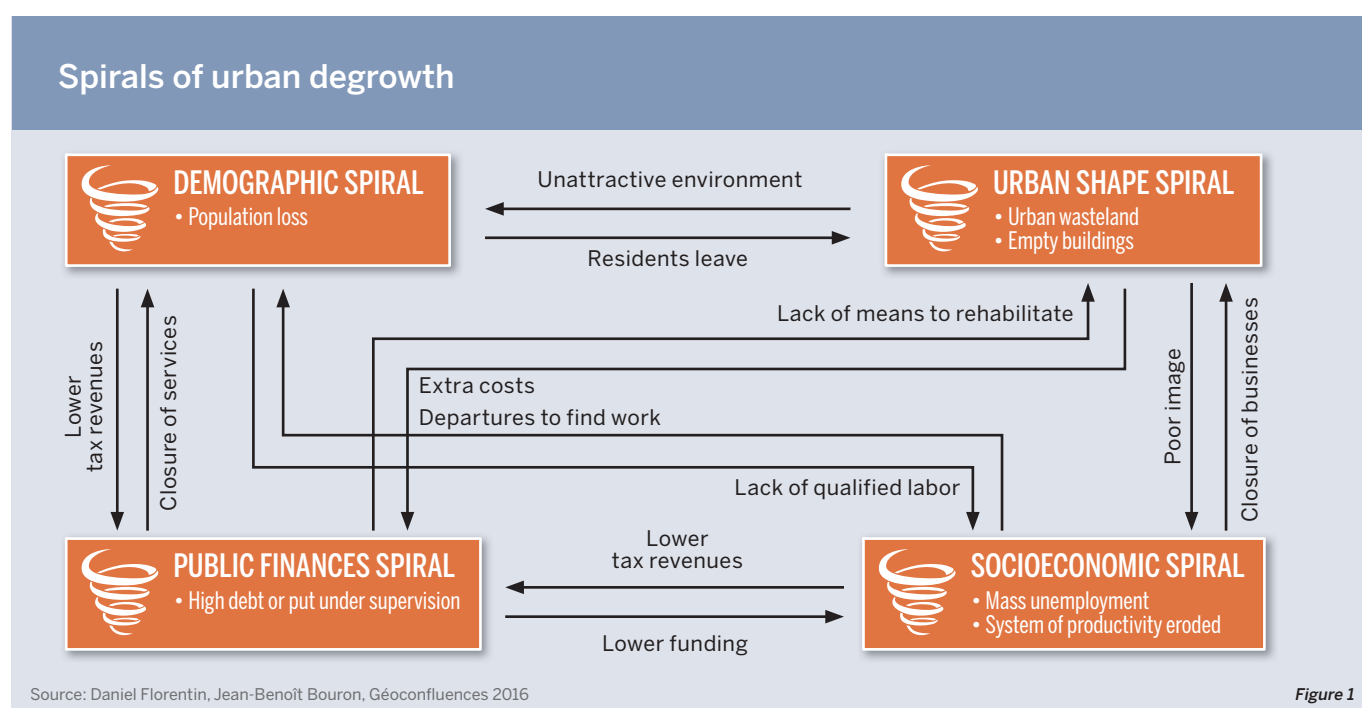 Spirals of urban degrowth
DEMOGRAPHIC SPIRAL
• Population loss
Unattractive environment
Residents leave
URBAN SHAPE SPIRAL
• Urban wasteland
• Empty buildings
Lower
tax revenues
Closure of services
Lack of means to rehabilitate
Extra costs
Departures to find work
Lack of qualified labor
Poor image
Closure of businesses
PUBLIC FINANCES SPIRAL
• High debt or put under supervision
Lower
tax revenues
Lower funding
SOCIOECONOMIC SPIRAL
• Mass unemployment
• System of productivity eroded
Source: Daniel Florentin, Jean-Benoît Bouron, Géoconfluences 2016
Figure 1